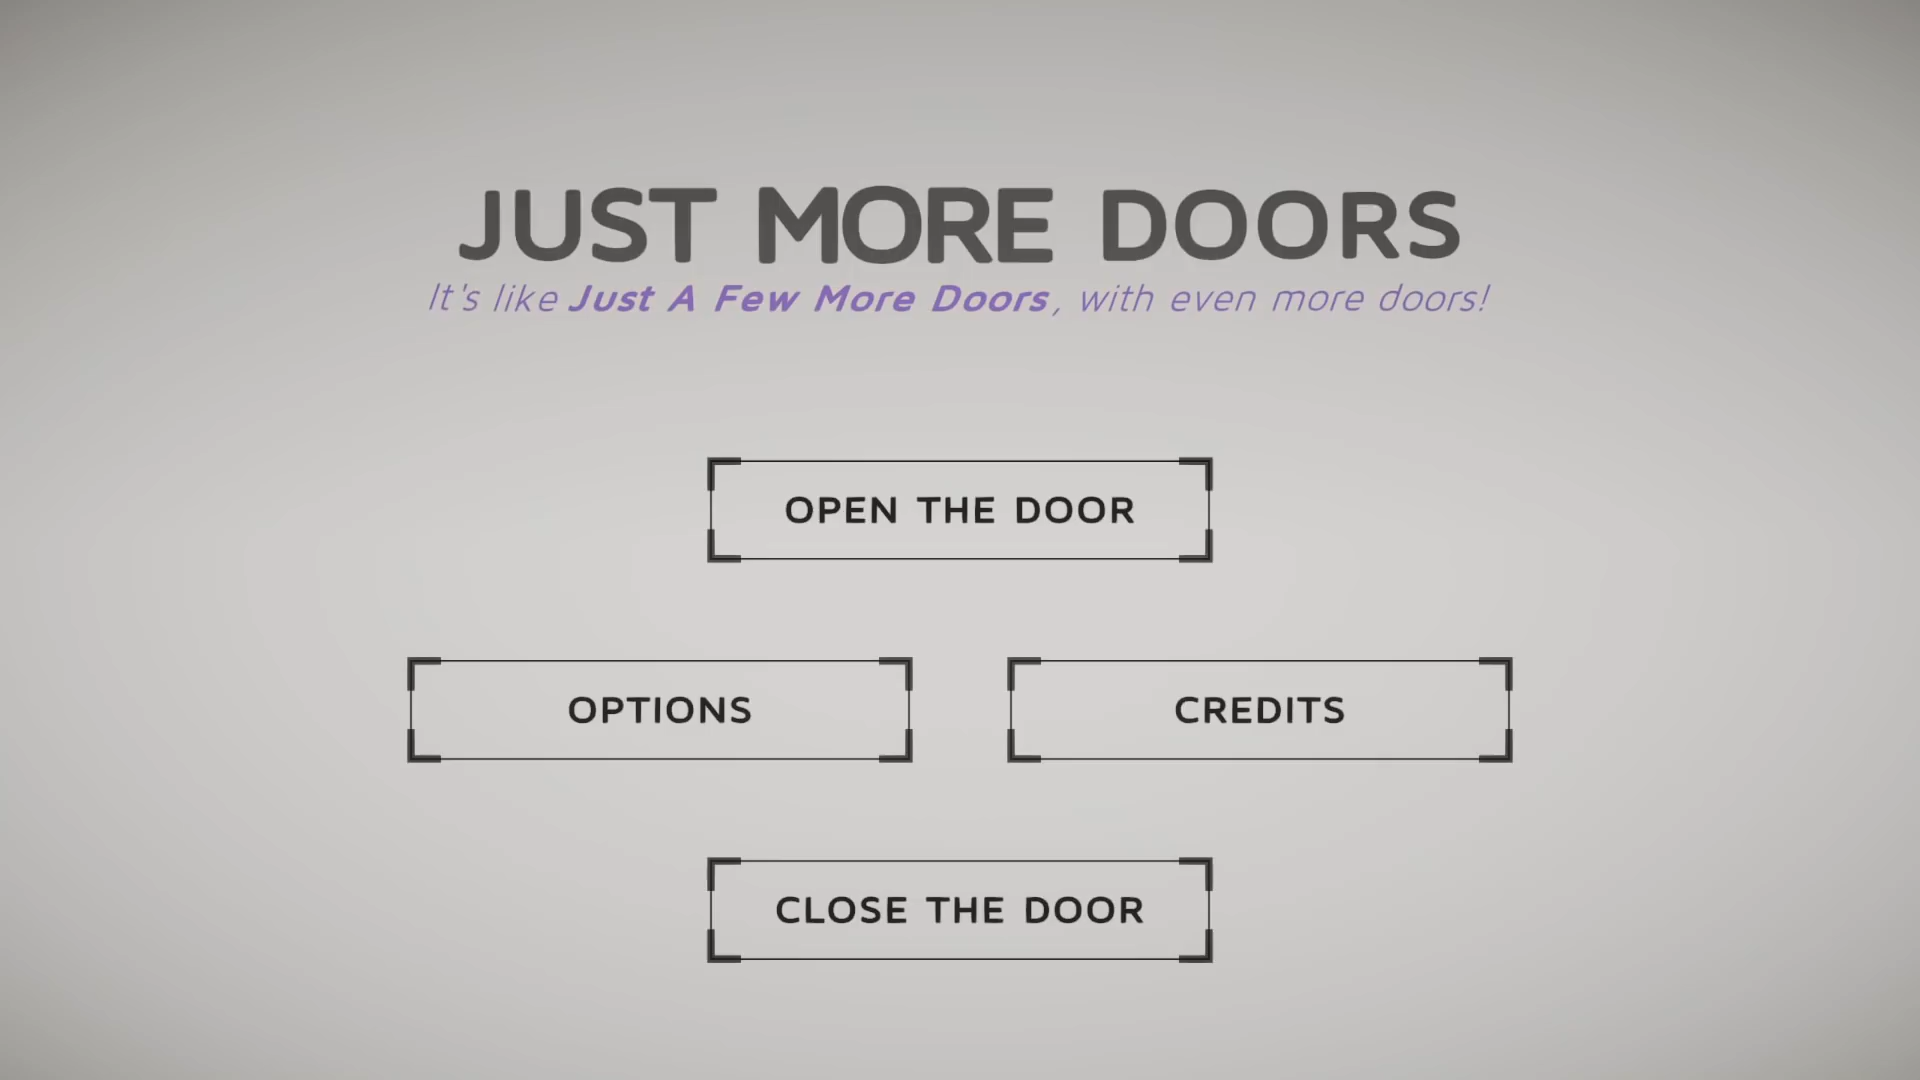 JUST MORE DOORS
It's like Just A Few More Doors, with even more doors!
OPEN THE DOOR
OPTIONS
CREDITS
CLOSE THE DOOR